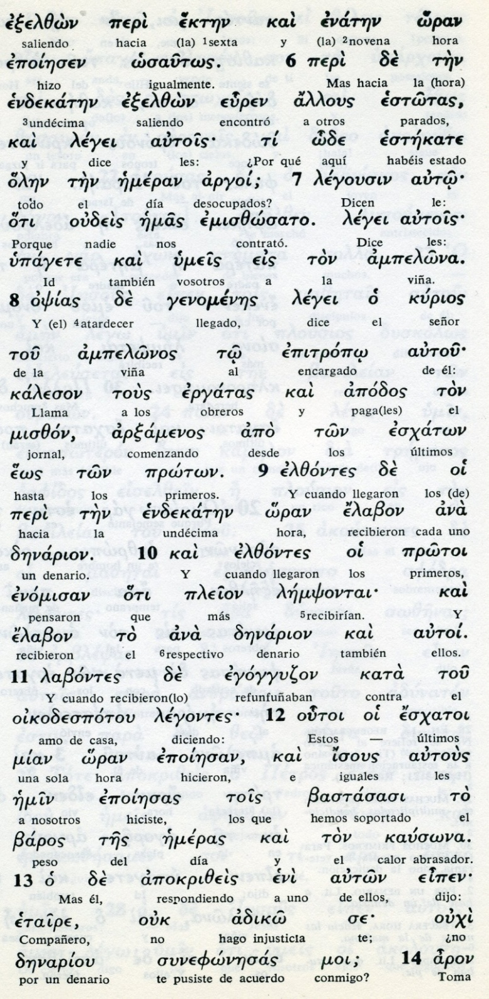 ἐξελθὼν περὶ ἕκτην καὶ ἐνάτην ὥραν
saliendo hacia (la) ¹sexta y (la) ²novena hora
ἐποίησεν ὡσαύτως. 6 περὶ δὲ τὴν
hizo igualmente. Mas hacia la (hora)
ἑνδεκάτην ἐξελθὼν εὗρεν ἄλλους ἑστῶτας,
³undécima saliendo encontró a otros parados,
καὶ λέγει αὐτοῖς· τί ὧδε ἑστήκατε
y dice les: ¿Por qué aquí habéis estado
ὅλην τὴν ἡμέραν ἀργοί; 7 λέγουσιν αὐτῷ·
todo el día desocupados? Dicen le:
ὅτι οὐδεὶς ἡμᾶς ἐμισθώσατο. λέγει αὐτοῖς·
Porque nadie nos contrató. Dice les:
ὑπάγετε καὶ ὑμεῖς εἰς τὸν ἀμπελῶνα.
Id también vosotros a la viña.
8 ὀψίας δὲ γενομένης λέγει ὁ κύριος
Y (el) ⁴atardecer llegado, dice el señor
τοῦ ἀμπελῶνος τῷ ἐπιτρόπῳ αὐτοῦ·
de la viña al encargado de él:
κάλεσον τοὺς ἐργάτας καὶ ἀπόδος τὸν
Llama a los obreros y paga(les) el
μισθόν, ἀρξάμενος ἀπὸ τῶν ἐσχάτων
jornal, comenzando desde los últimos
ἕως τῶν πρώτων. 9 ἐλθόντες δὲ οἱ
hasta los primeros. Y cuando llegaron los (de)
περὶ τὴν ἑνδεκάτην ὥραν ἔλαβον ἀνὰ
hacia la undécima hora, recibieron cada uno
δηνάριον. 10 καὶ ἐλθόντες οἱ πρῶτοι
un denario. Y cuando llegaron los primeros,
ἐνόμισαν ὅτι πλεῖον λήμψονται· καὶ
pensaron que más ⁵recibirían. Y
ἔλαβον τὸ ἀνὰ δηνάριον καὶ αὐτοί.
recibieron el ⁶respectivo denario también ellos.
11 λαβόντες δὲ ἐγόγγυζον κατὰ τοῦ
Y cuando recibieron(lo) refunfuñaban contra el
οἰκοδεσπότου λέγοντες· 12 οὗτοι οἱ ἔσχατοι
amo de casa, diciendo: Estos — últimos
μίαν ὥραν ἐποίησαν, καὶ ἴσους αὐτοὺς
una sola hora hicieron, e iguales les
ἡμῖν ἐποίησας τοῖς βαστάσασι τὸ
a nosotros hiciste, los que hemos soportado el
βάρος τῆς ἡμέρας καὶ τὸν καύσωνα.
peso del día y el calor abrasador.
13 ὁ δὲ ἀποκριθεὶς ἑνὶ αὐτῶν εἶπεν·
Mas él, respondiendo a uno de ellos, dijo:
ἑταῖρε, οὐκ ἀδικῶ σε· οὐχὶ
Compañero, no hago injusticia te; ¿no
δηναρίου συνεφώνησάς μοι; 14 ἆρον
por un denario te pusiste de acuerdo conmigo? Toma